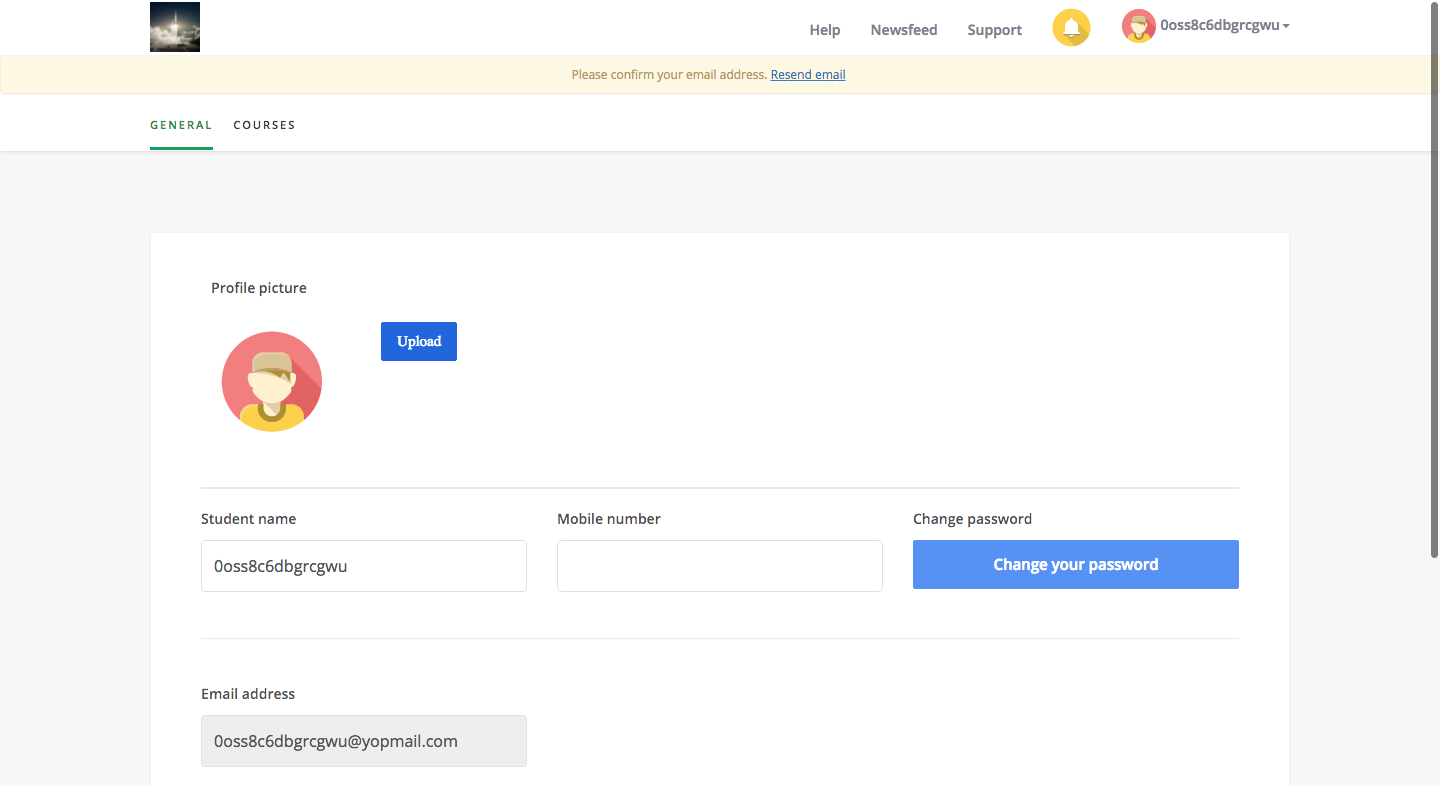 Help Newsfeed Support 0oss8c6dbgrcgwu
Please confirm your email address. Resend email
GENERAL COURSES
Profile picture
Upload
Student name Mobile number Change password
0oss8c6dbgrcgwu Change your password
Email address
0oss8c6dbgrcgwu@yopmail.com